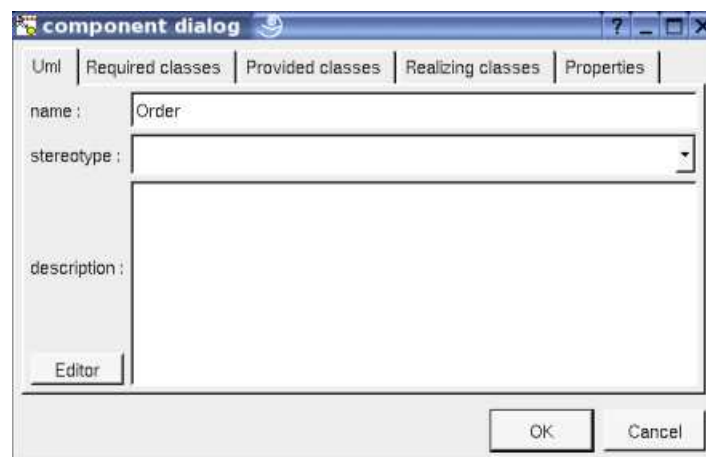 component dialog
Uml Required classes Provided classes Realizing classes Properties
name : Order
stereotype :
description :
Editor
OK Cancel